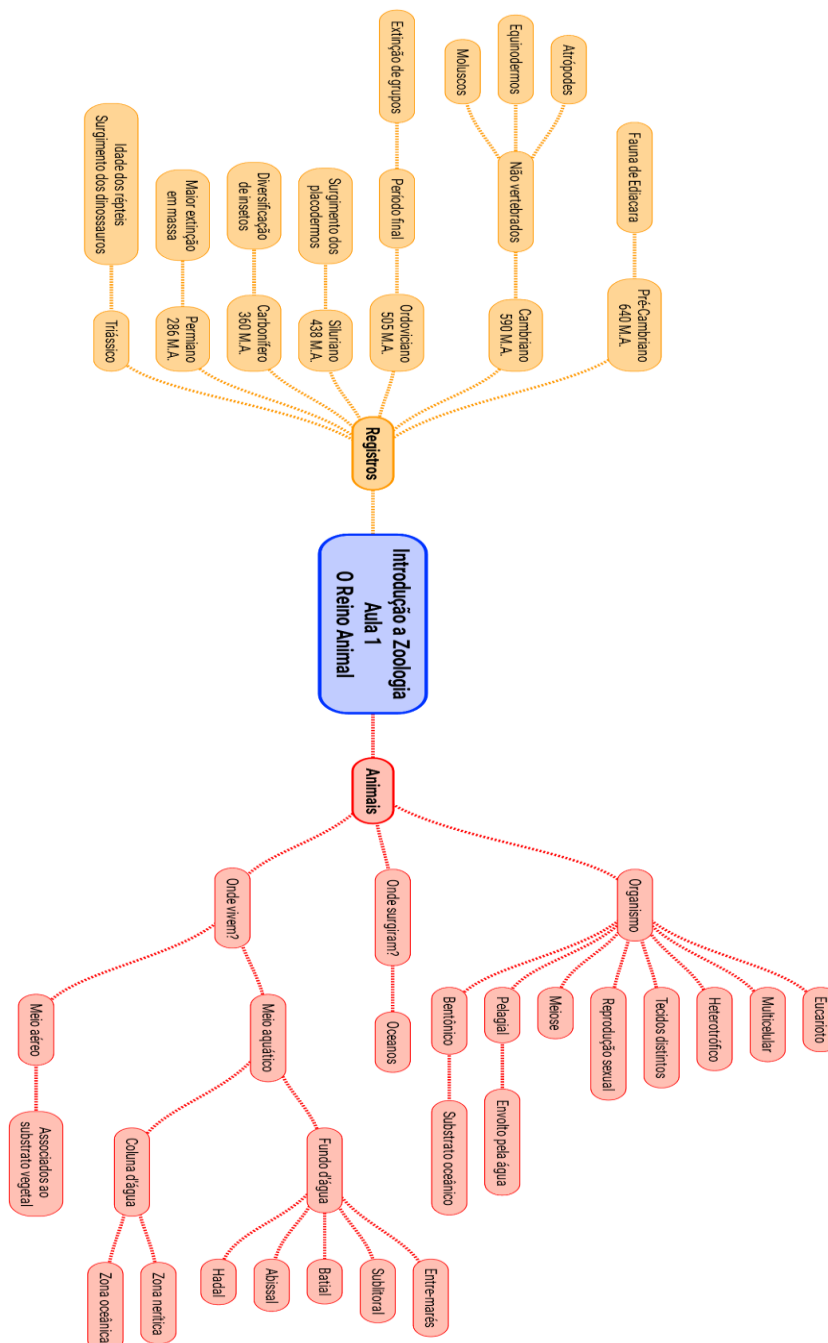 Introdução a Zoologia
Aula 1
O Reino Animal
Registros
Pré-Cambriano
640 M.A.
Fauna de Ediacara
Cambriano
590 M.A.
Não vertebrados
Atrópodes
Equinodermos
Moluscos
Ordoviciano
505 M.A.
Período final
Extinção de grupos
Siluriano
438 M.A.
Surgimento dos
placodermos
Carbonífero
360 M.A.
Diversificação
de insetos
Permiano
286 M.A.
Maior extinção
em massa
Triássico
Idade dos répteis
Surgimento dos dinossauros
Animais
Organismo
Eucarioto
Multicelular
Heterotrófico
Tecidos distintos
Reprodução sexual
Meiose
Pelagial
Envolto pela água
Bentônico
Substrato oceânico
Onde surgiram?
Oceanos
Onde vivem?
Meio aquático
Fundo d'água
Entre-marés
Sublitoral
Batial
Abissal
Hadal
Coluna d'água
Zona nerítica
Zona oceânica
Meio aéreo
Associados ao
substrato vegetal